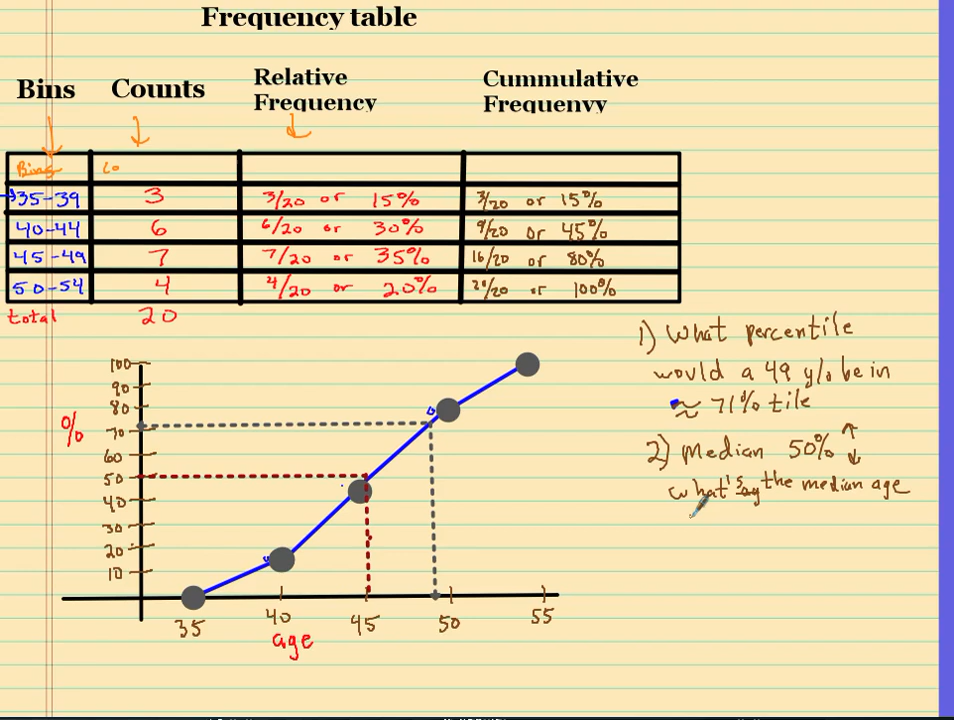 Frequency table
Bins Counts Relative Frequency Cummulative Frequenvy
Bins Co
35-39 3 3/20 or 15% 3/20 or 15%
40-44 6 6/20 or 30% 9/20 or 45%
45-49 7 7/20 or 35% 16/20 or 80%
50-54 4 4/20 or 20% 20/20 or 100%
total 20
1) What percentile
would a 49 y/o be in
≈ 71% tile
2) Median 50% ↑↓
what's the median age
%
100
90
80
70
60
50
40
30
20
10
35 40 45 50 55
age